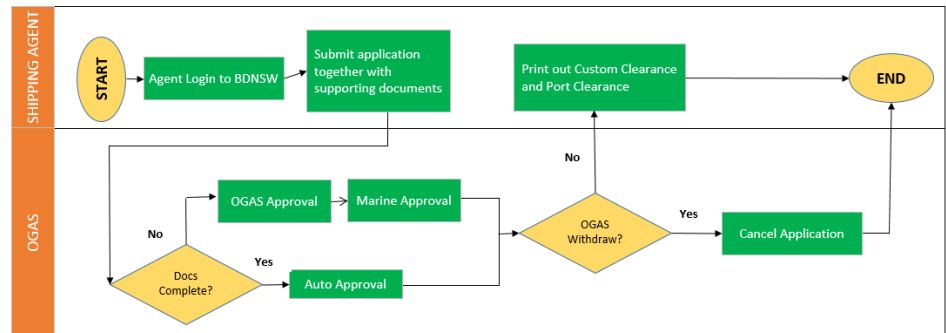 SHIPPING AGENT
START
Agent Login to BDNSW
Submit application
together with
supporting documents
Print out Custom Clearance
and Port Clearance
END
OGAS
No
OGAS Approval
Marine Approval
Docs
Complete?
Yes
Auto Approval
No
OGAS
Withdraw?
Yes
Cancel Application